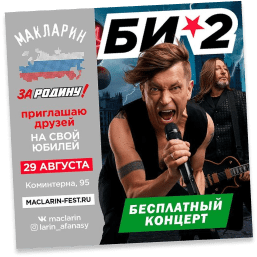 МАКЛАРИН
ЗА РОДИНУ!
приглашаю
друзей
НА СВОЙ
ЮБИЛЕЙ
29 АВГУСТА
Коминтерна, 95
MACLARIN-FEST.RU
maclarin
larin_afanasy
БИ★2
БЕСПЛАТНЫЙ
КОНЦЕРТ